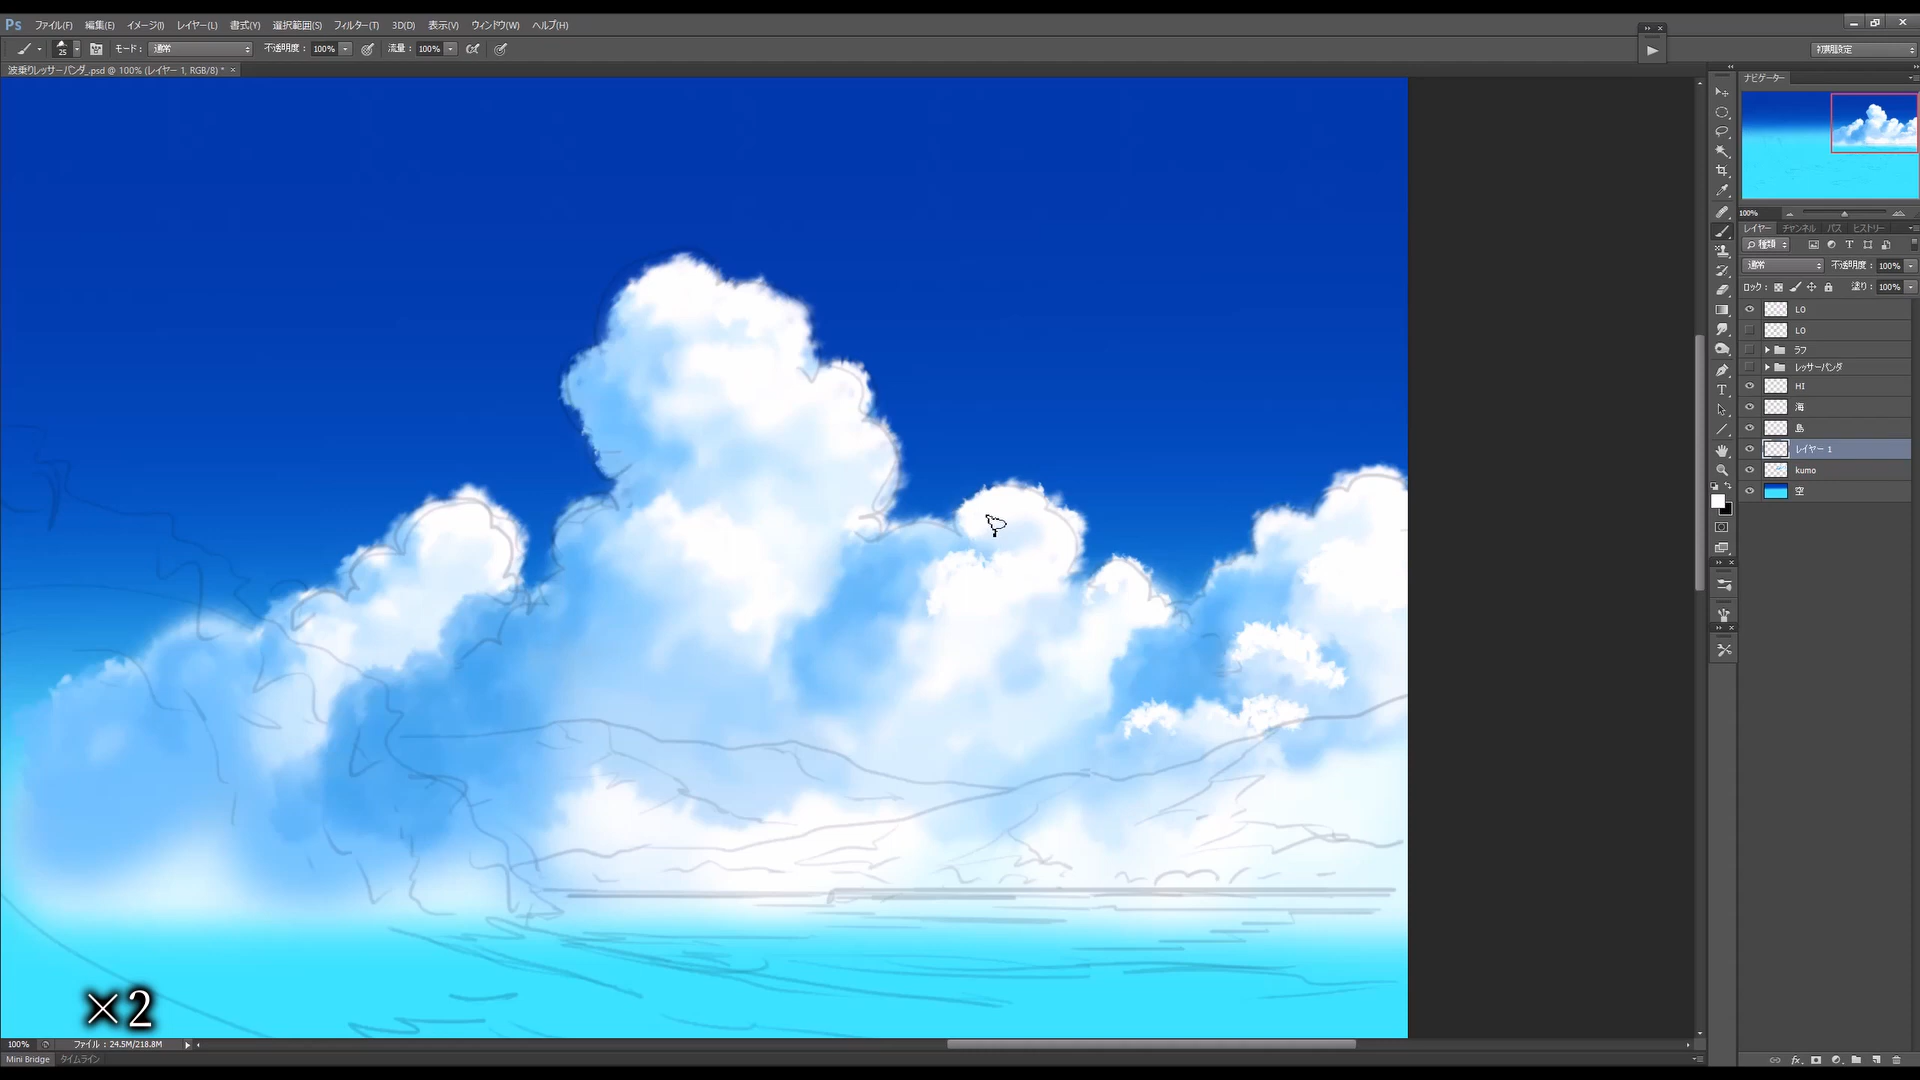 Ps ファイル(F) 編集(E) イメージ(I) レイヤー(L) 書式(Y) 選択範囲(S) フィルター(T) 3D(D) 表示(V) ウィンドウ(W) ヘルプ(H)
25 モード: 通常 不透明度: 100% 流量: 100% 初期設定
波乗りレッサーパンダ_.psd @ 100% (レイヤー 1, RGB/8) * ×
ナビゲーター
100%
レイヤー チャンネル パス ヒストリー
種類
通常 不透明度: 100%
ロック: 塗り: 100%
LO
LO
ラフ
レッサーパンダ
HI
海
島
レイヤー 1
kumo
空
×2
100% ファイル: 24.5M/218.8M
Mini Bridge タイムライン